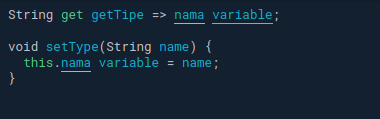 String get getTipe => nama variable;
void setType(String name) {
this.nama variable = name;
}